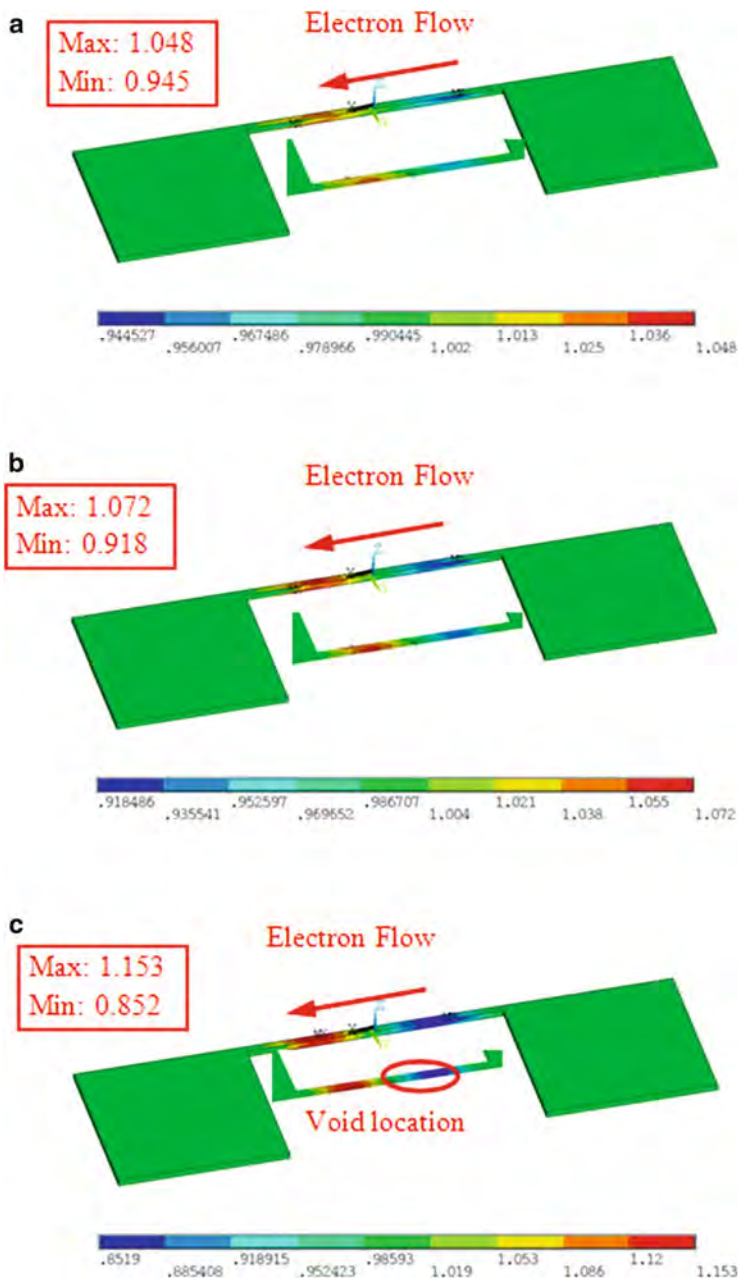 a
Electron Flow
Max: 1.048
Min: 0.945
.944527 .967486 .990445 1.013 1.036
.956007 .978966 1.002 1.025 1.048
b
Electron Flow
Max: 1.072
Min: 0.918
.918486 .952597 .986707 1.021 1.055
.935541 .969652 1.004 1.038 1.072
c
Electron Flow
Max: 1.153
Min: 0.852
Void location
.8519 .918915 .98593 1.053 1.12
.885408 .952423 1.019 1.086 1.153